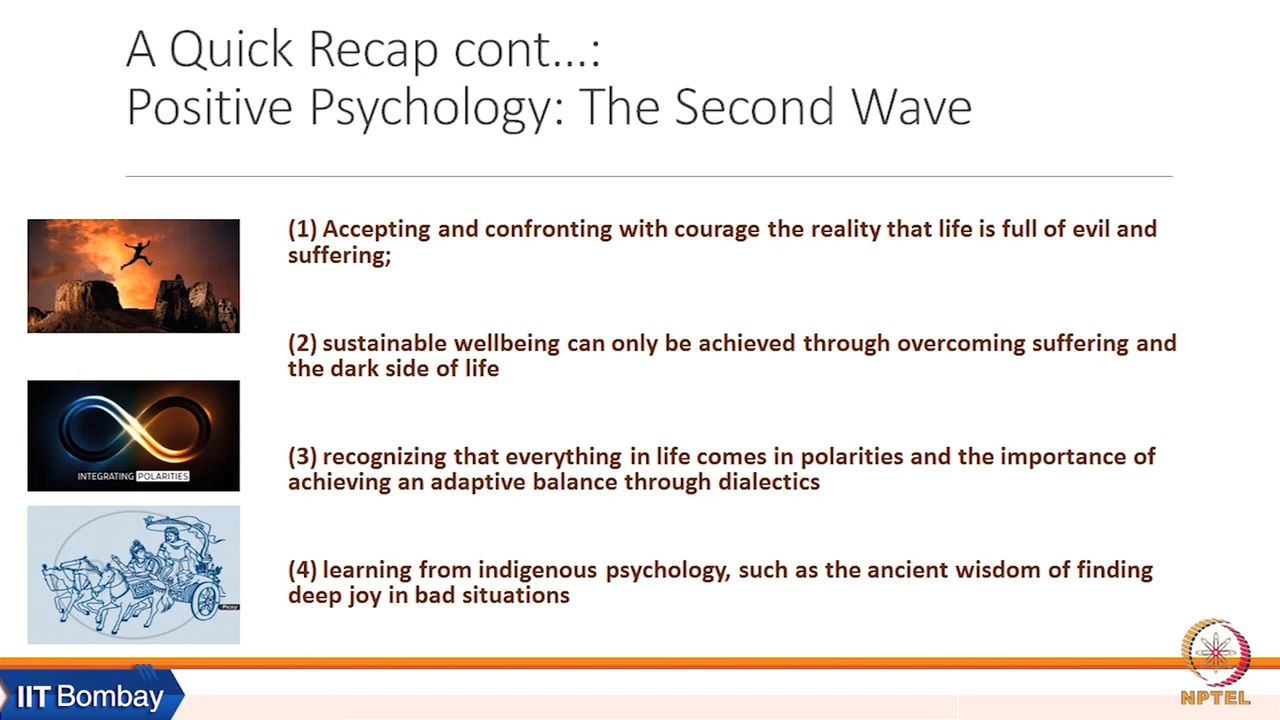 A Quick Recap cont...:
Positive Psychology: The Second Wave
(1) Accepting and confronting with courage the reality that life is full of evil and
suffering;
(2) sustainable wellbeing can only be achieved through overcoming suffering and
the dark side of life
INTEGRATING POLARITIES
(3) recognizing that everything in life comes in polarities and the importance of
achieving an adaptive balance through dialectics
(4) learning from indigenous psychology, such as the ancient wisdom of finding
deep joy in bad situations
IIT Bombay
NPTEL